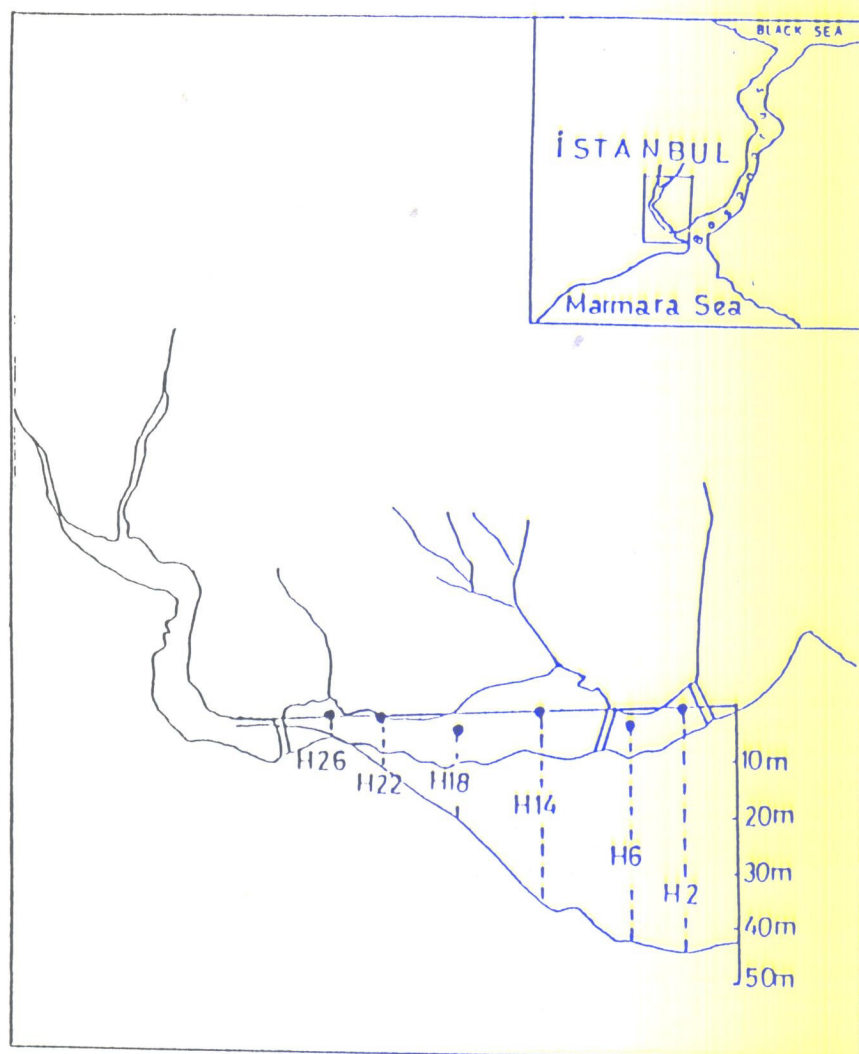 BLACK SEA
İSTANBUL
Marmara Sea
H26
H22
H18
H14
H6
H2
10m
20m
30m
40m
50m